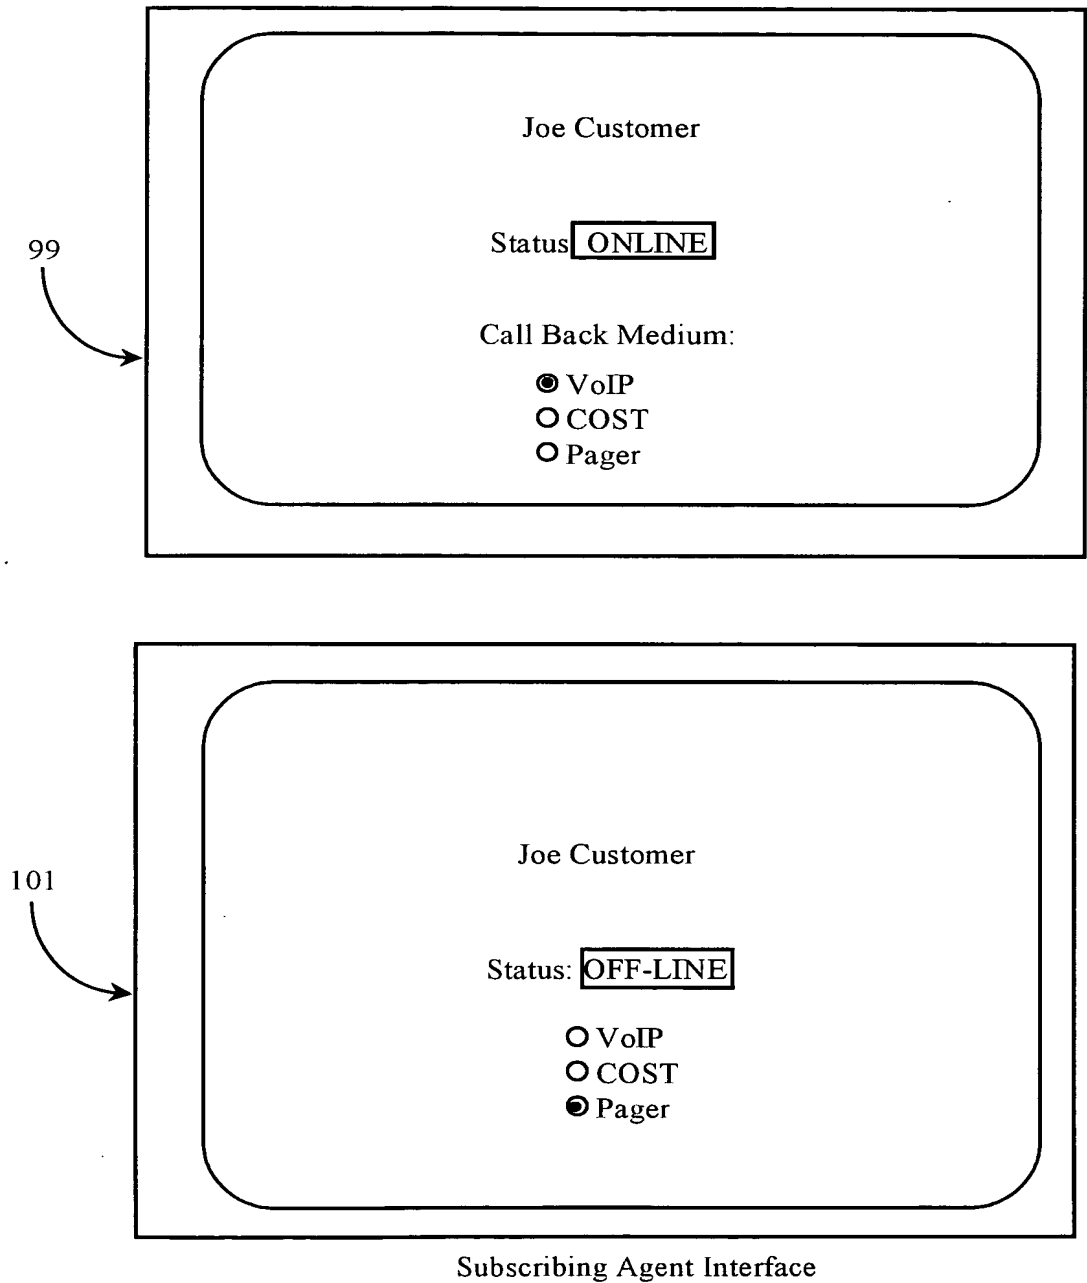 Joe Customer
99
Status ONLINE
Call Back Medium:
VoIP
COST
Pager
Joe Customer
101
Status: OFF-LINE
VoIP
COST
Pager
Subscribing Agent Interface